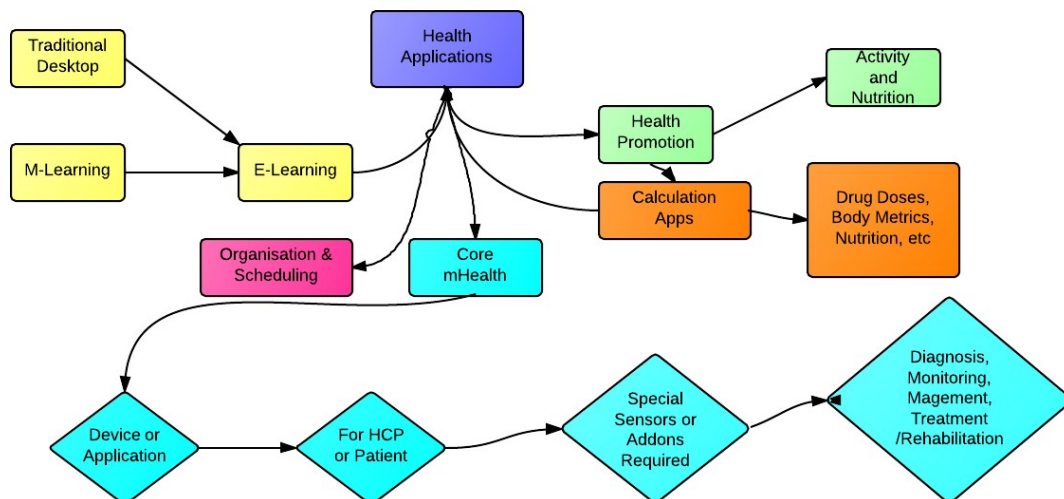 Traditional
Desktop
Health
Applications
Activity
and
Nutrition
Health
Promotion
M-Learning
E-Learning
Calculation
Apps
Drug Doses,
Body Metrics,
Nutrition, etc
Organisation &
Scheduling
Core
mHealth
Device or
Application
For HCP
or Patient
Special
Sensors or
Addons
Required
Diagnosis,
Monitoring,
Magement,
Treatment
/Rehabilitation